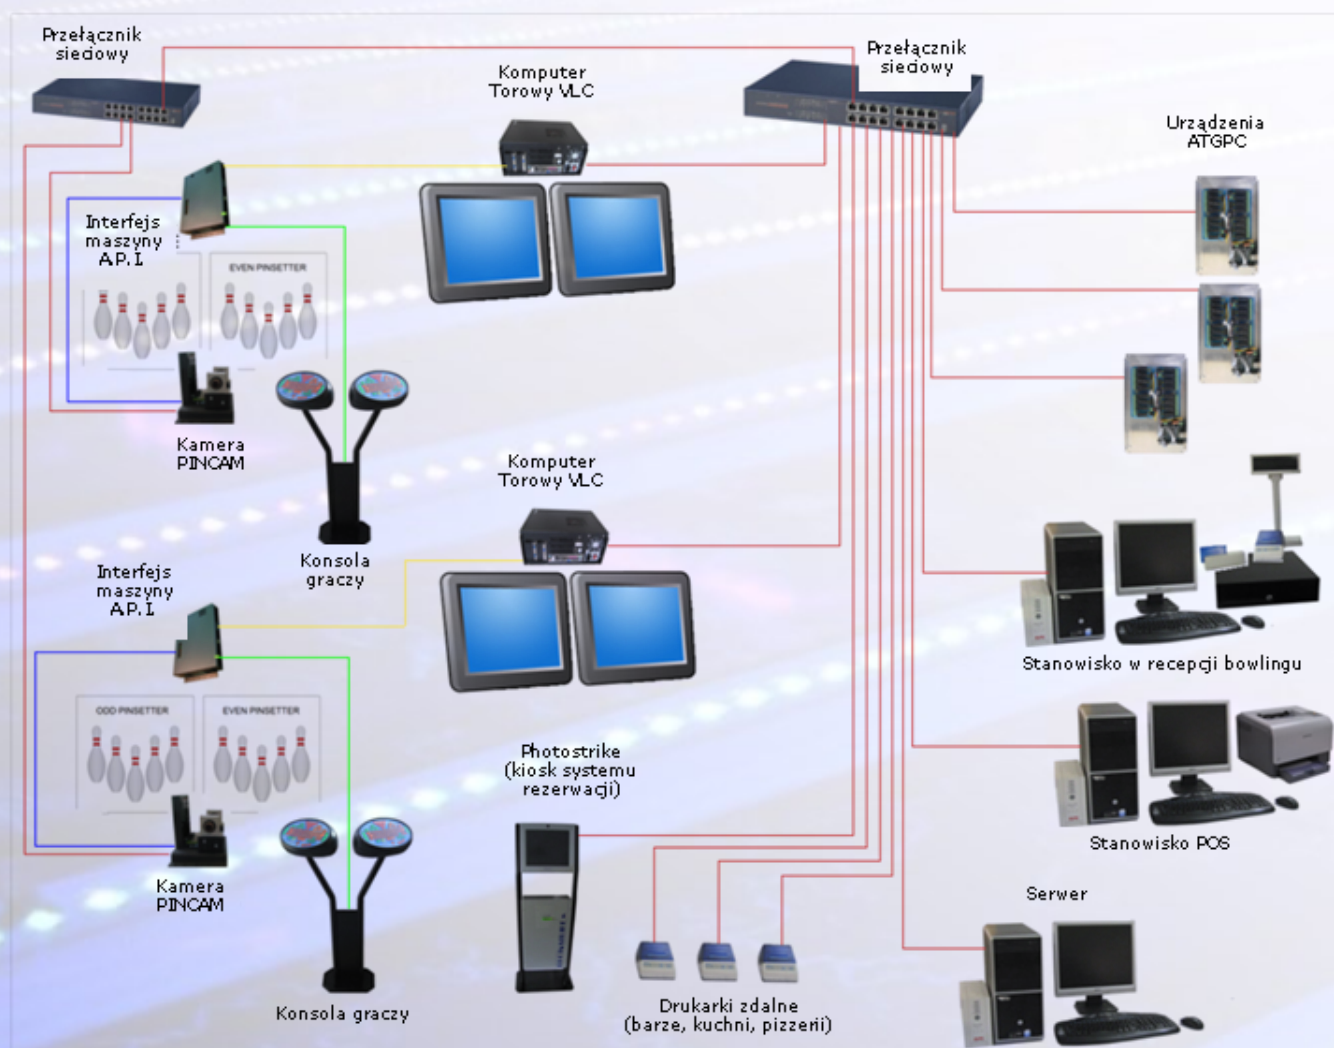 Przełącznik
sieciowy
Komputer
Torowy VLC
Przełącznik
sieciowy
Urządzenia
ATGPC
Interfejs
maszyny
A.P.I.
EVEN PINSETTER
Kamera
PINCAM
Konsola
graczy
Komputer
Torowy VLC
Interfejs
maszyny
A.P.I.
ODD PINSETTER
EVEN PINSETTER
Kamera
PINCAM
Konsola graczy
Photostrike
(kiosk systemu
rezerwacji)
Drukarki zdalne
(barze, kuchni, pizzerii)
Stanowisko w recepcji bowlingu
Stanowisko POS
Serwer